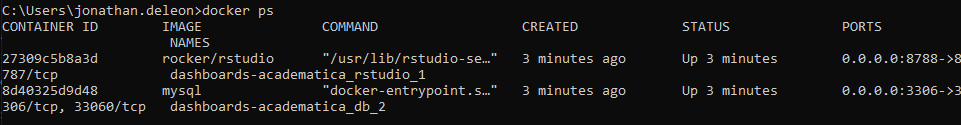 C:\Users\jonathan.deleon>docker ps
CONTAINER ID        IMAGE               COMMAND                  CREATED             STATUS              PORTS
                     NAMES
27309c5b8a3d        rocker/rstudio      "/usr/lib/rstudio-se…"   3 minutes ago       Up 3 minutes        0.0.0.0:8788->8
787/tcp              dashboards-academatica_rstudio_1
8d40325d9d48        mysql               "docker-entrypoint.s…"   3 minutes ago       Up 3 minutes        0.0.0.0:3306->3
306/tcp, 33060/tcp   dashboards-academatica_db_2